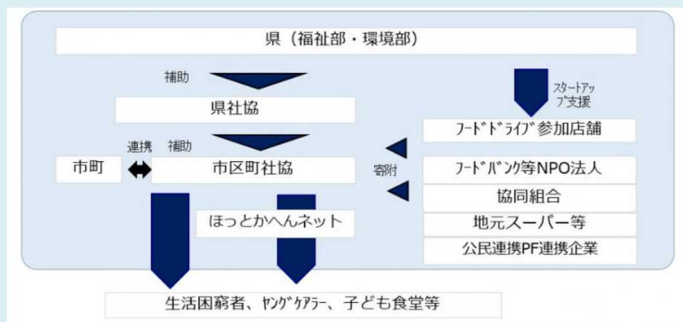 県（福祉部・環境部）
補助
スタートアッ
プ支援
県社協
フードドライブ参加店舗
連携
補助
市町
市区町社協
寄附
フードバンク等NPO法人
協同組合
ほっとかへんネット
地元スーパー等
公民連携PF連携企業
生活困窮者、ヤングケアラー、子ども食堂等